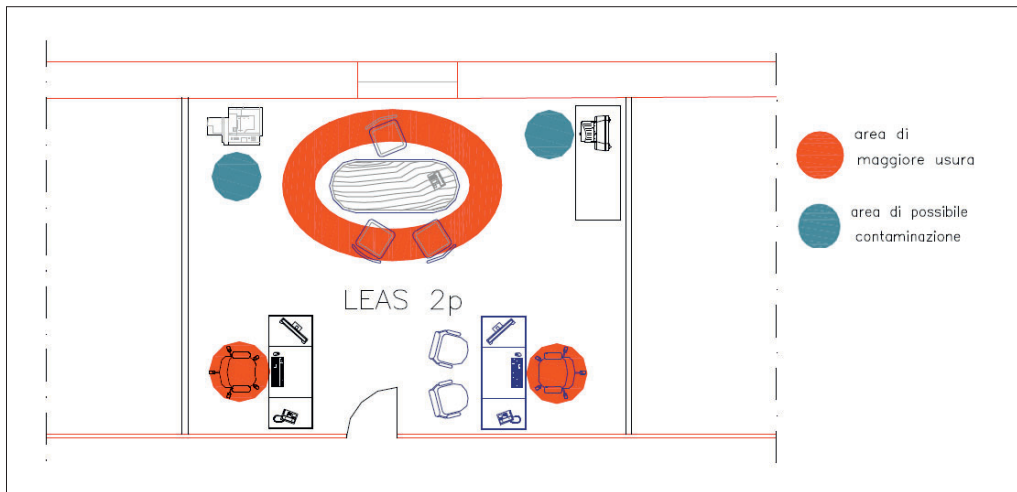 area di
maggiore usura
area di possibile
contaminazione
LEAS 2p